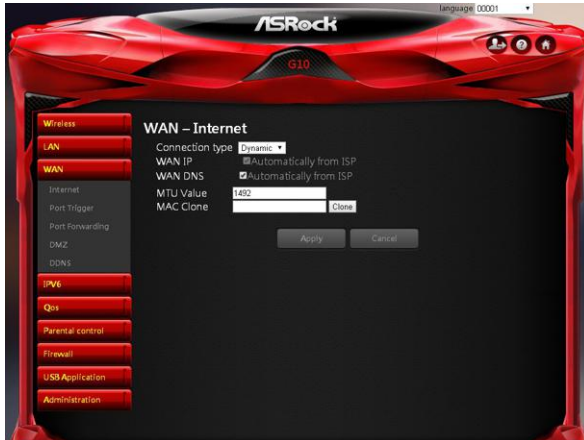 language 00001
ASRock
G10
Wireless
LAN
WAN
Internet
Port Trigger
Port Forwarding
DMZ
DDNS
IPV6
Qos
Parental control
Firewall
USB Application
Administration
WAN – Internet
Connection type Dynamic
WAN IP Automatically from ISP
WAN DNS Automatically from ISP
MTU Value 1492
MAC Clone Clone
Apply Cancel